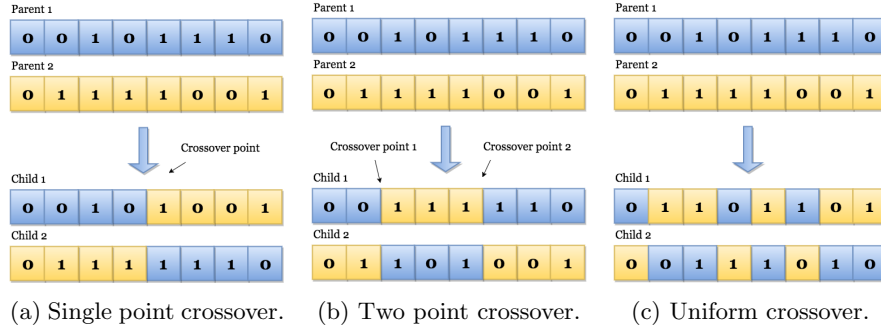 Parent 1
0 0 1 0 1 1 1 0
Parent 2
0 1 1 1 1 0 0 1
Crossover point
Child 1
0 0 1 0 1 0 0 1
Child 2
0 1 1 1 1 1 1 0
(a) Single point crossover.
Parent 1
0 0 1 0 1 1 1 0
Parent 2
0 1 1 1 1 0 0 1
Crossover point 1 Crossover point 2
Child 1
0 0 1 1 1 1 1 0
Child 2
0 1 1 0 1 0 0 1
(b) Two point crossover.
Parent 1
0 0 1 0 1 1 1 0
Parent 2
0 1 1 1 1 0 0 1
Child 1
0 1 1 0 1 1 0 1
Child 2
0 0 1 1 1 0 1 0
(c) Uniform crossover.